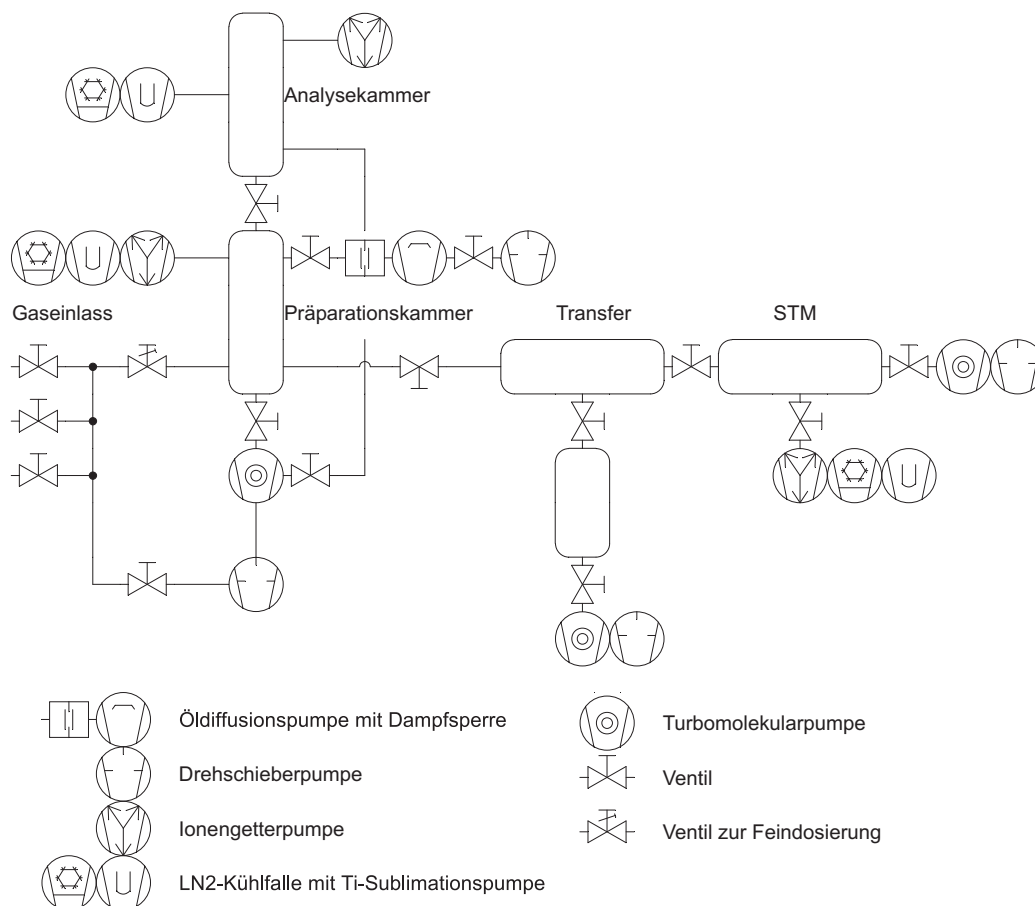 Analysekammer
Gaseinlass
Präparationskammer
Transfer
STM
Öldiffusionspumpe mit Dampfsperre
Drehschieberpumpe
Ionengetterpumpe
LN2-Kühlfalle mit Ti-Sublimationspumpe
Turbomolekularpumpe
Ventil
Ventil zur Feindosierung